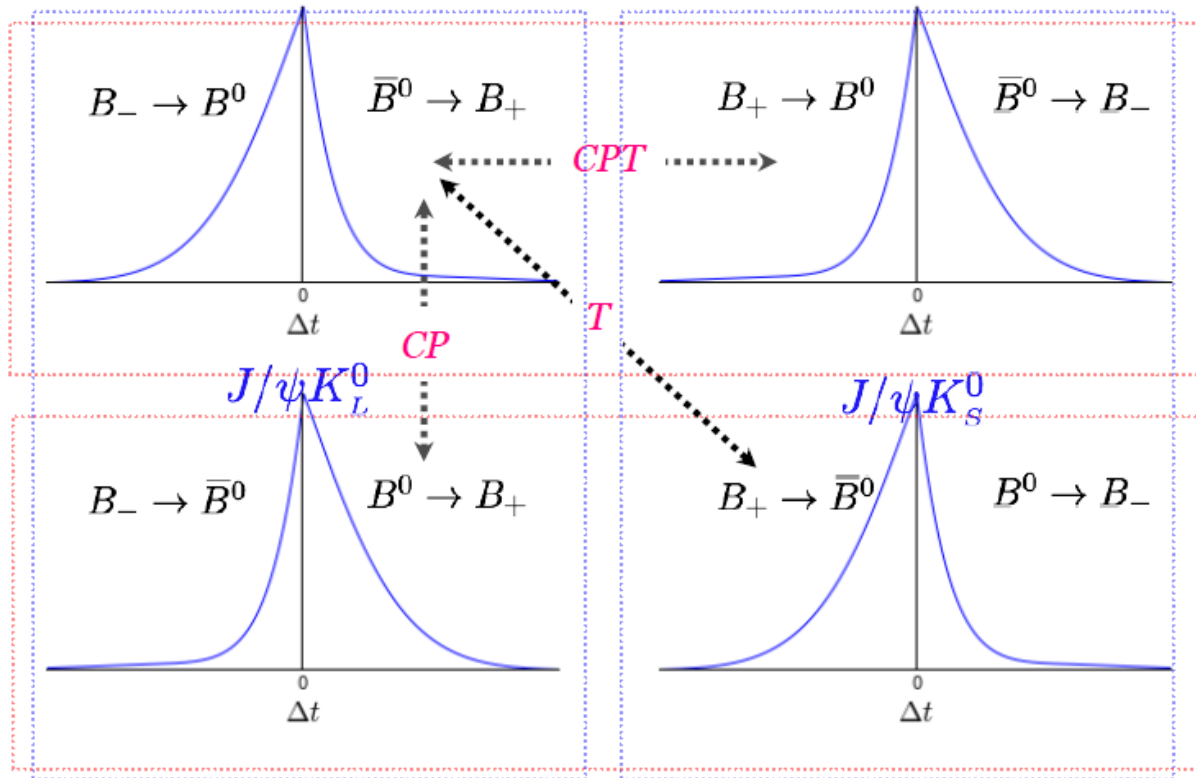 B₋ → B⁰
B̅⁰ → B₊
B₊ → B⁰
B̅⁰ → B₋
CPT
0
0
Δt
T
Δt
CP
J/ψK⁰_L
J/ψK⁰_S
B₋ → B̅⁰
B⁰ → B₊
B₊ → B̅⁰
B⁰ → B₋
0
0
Δt
Δt